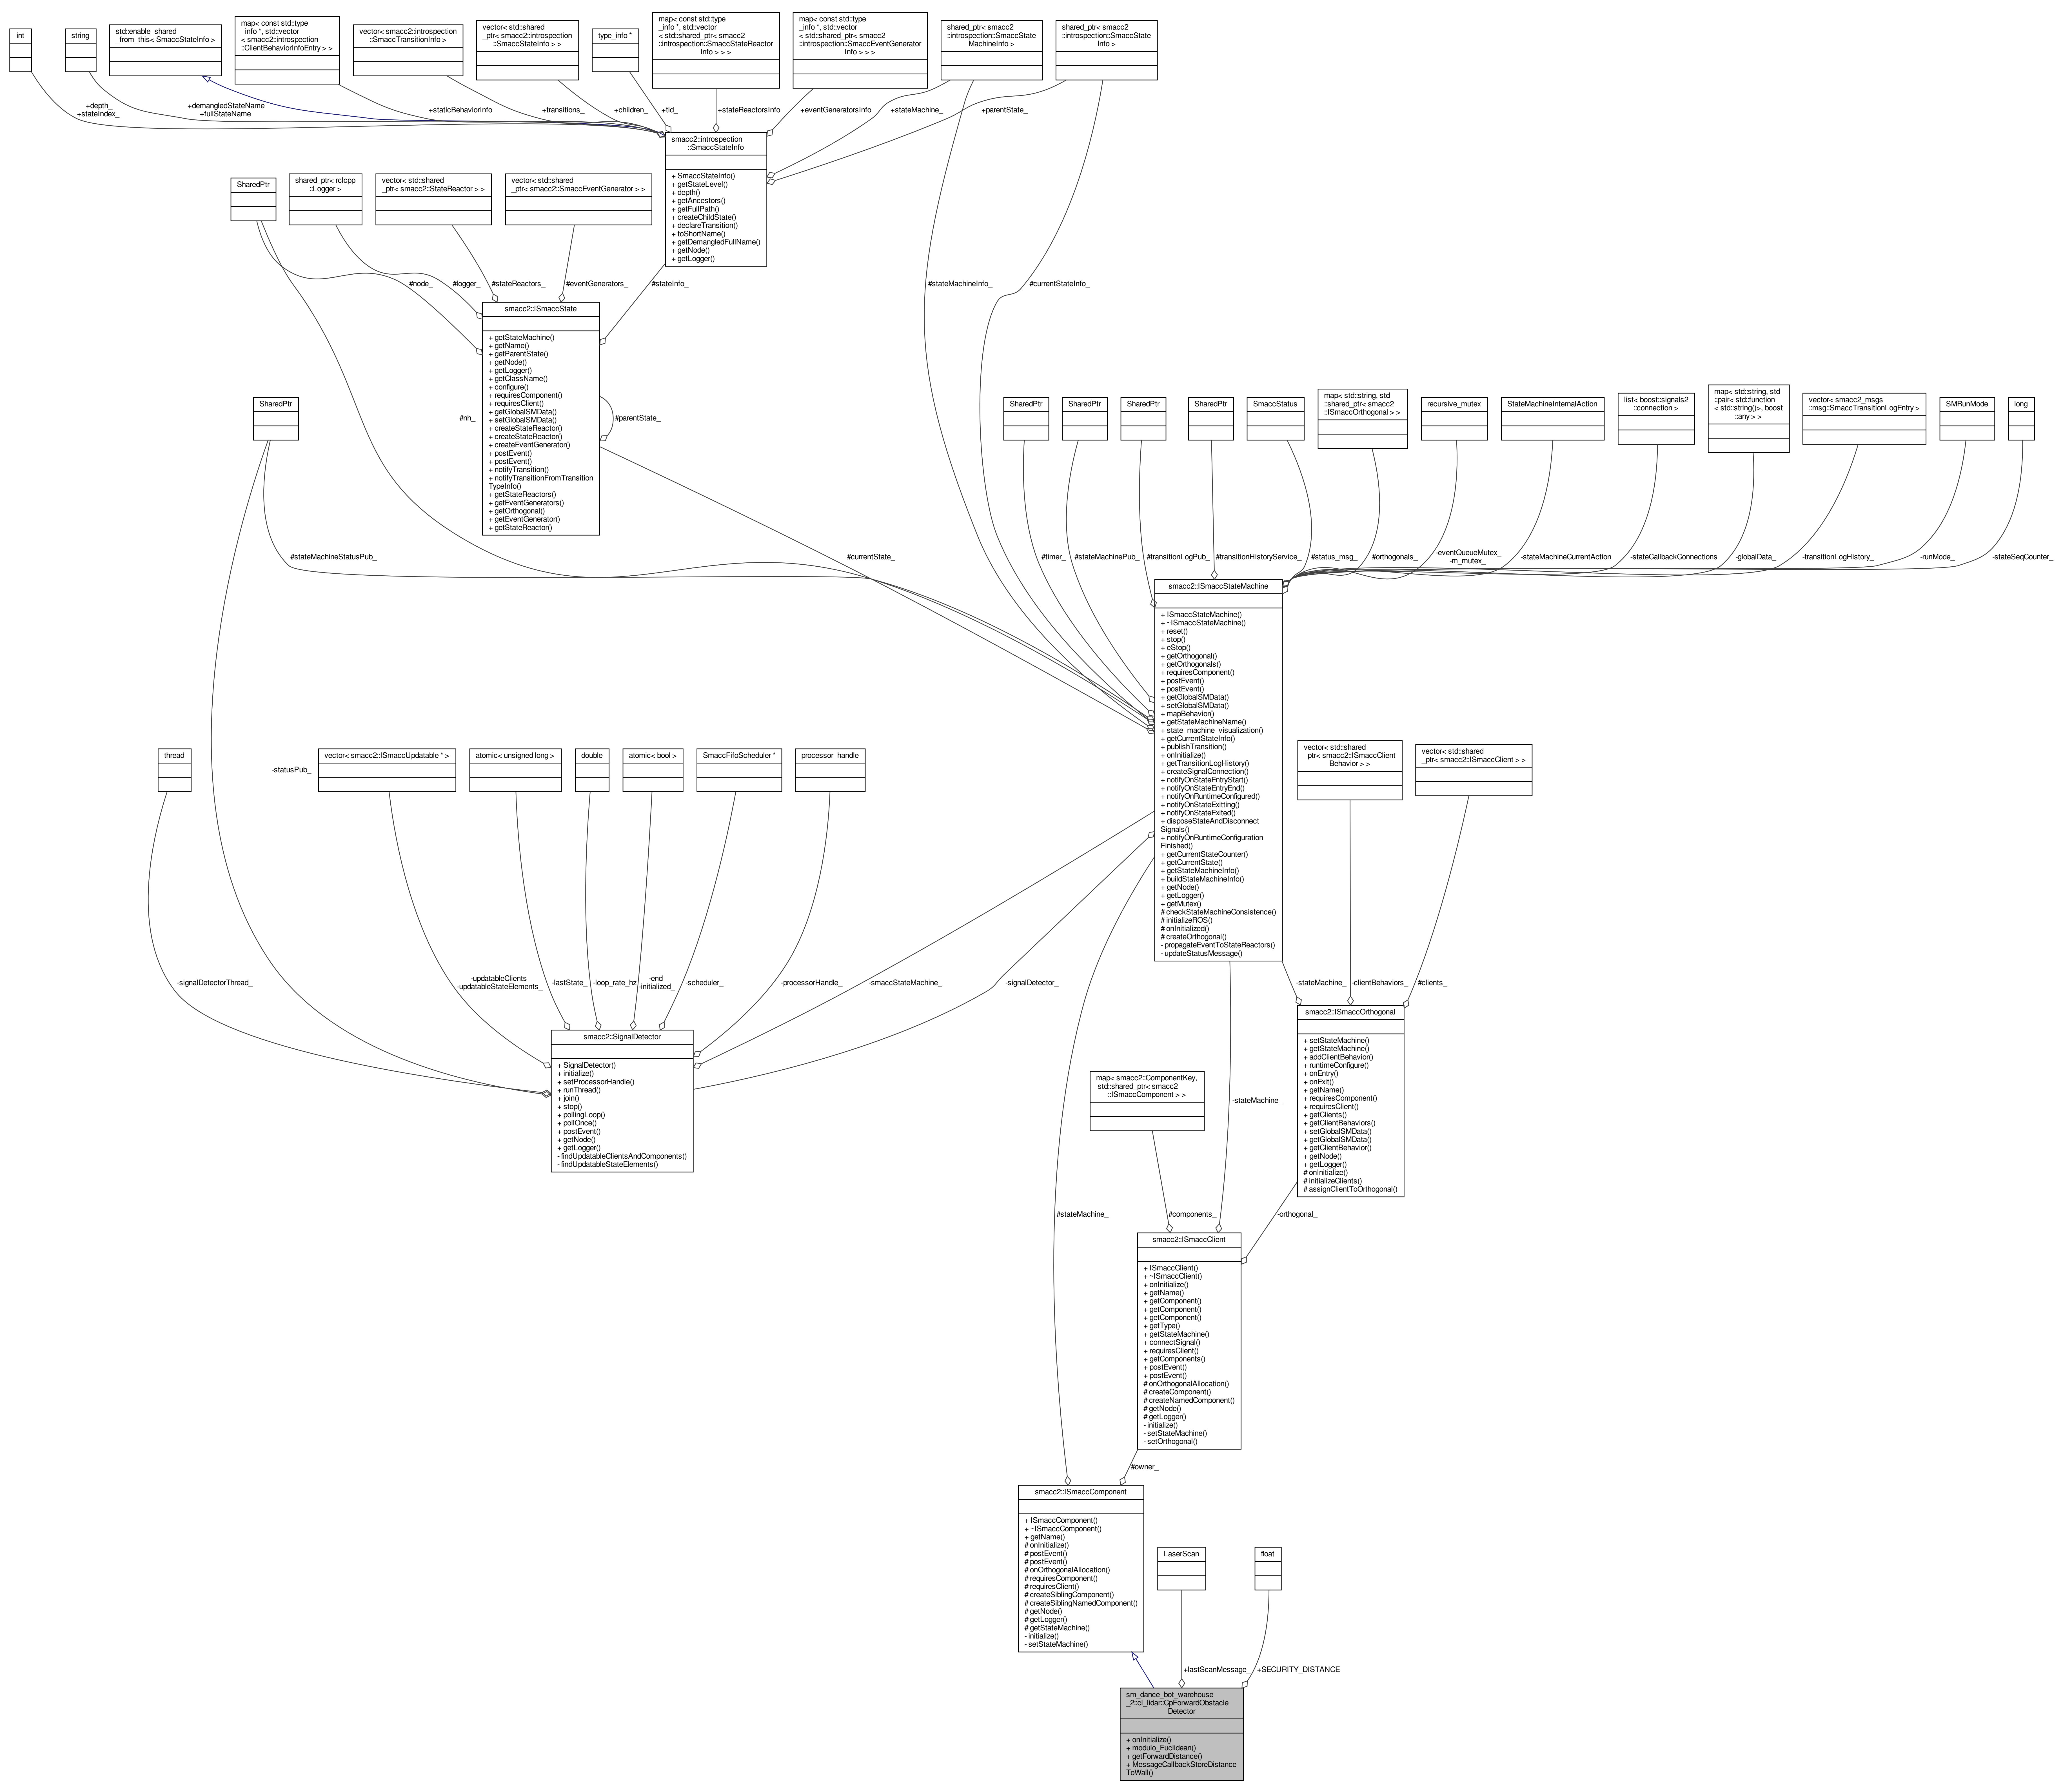 int
string
std::enable_shared
_from_this< SmaccStateInfo >
map< const std::type
_info *, std::vector
< smacc2::introspection
::ClientBehaviorInfoEntry > >
vector< smacc2::introspection
::SmaccTransitionInfo >
vector< std::shared
_ptr< smacc2::introspection
::SmaccStateInfo > >
type_info *
map< const std::type
_info *, std::vector
< std::shared_ptr< smacc2
::introspection::SmaccStateReactor
Info > > >
map< const std::type
_info *, std::vector
< std::shared_ptr< smacc2
::introspection::SmaccEventGenerator
Info > > >
shared_ptr< smacc2
::introspection::SmaccState
MachineInfo >
shared_ptr< smacc2
::introspection::SmaccState
Info >
+depth_
+stateIndex_
+demangledStateName
+fullStateName
+staticBehaviorInfo
+transitions_
+children_
+tid_
+stateReactorsInfo
+eventGeneratorsInfo
+stateMachine_
+parentState_
smacc2::introspection
::SmaccStateInfo
+ SmaccStateInfo()
+ getStateLevel()
+ depth()
+ getAncestors()
+ getFullPath()
+ createChildState()
+ declareTransition()
+ toShortName()
+ getDemangledFullName()
+ getNode()
+ getLogger()
SharedPtr
shared_ptr< rclcpp
::Logger >
vector< std::shared
_ptr< smacc2::StateReactor > >
vector< std::shared
_ptr< smacc2::SmaccEventGenerator > >
#node_
#logger_
#stateReactors_
#eventGenerators_
#stateInfo_
#stateMachineInfo_
#currentStateInfo_
smacc2::ISmaccState
+ getStateMachine()
+ getName()
+ getParentState()
+ getNode()
+ getLogger()
+ getClassName()
+ configure()
+ requiresComponent()
+ requiresClient()
+ getGlobalSMData()
+ setGlobalSMData()
+ createStateReactor()
+ createStateReactor()
+ createEventGenerator()
+ postEvent()
+ postEvent()
+ notifyTransition()
+ notifyTransitionFromTransition
TypeInfo()
+ getStateReactors()
+ getEventGenerators()
+ getOrthogonal()
+ getEventGenerator()
+ getStateReactor()
#parentState_
#nh_
SharedPtr
SharedPtr
SharedPtr
SharedPtr
SharedPtr
SmaccStatus
map< std::string, std
::shared_ptr< smacc2
::ISmaccOrthogonal > >
recursive_mutex
StateMachineInternalAction
list< boost::signals2
::connection >
map< std::string, std
::pair< std::function
< std::string()>, boost
::any > >
vector< smacc2_msgs
::msg::SmaccTransitionLogEntry >
SMRunMode
long
#stateMachineStatusPub_
#currentState_
#timer_
#stateMachinePub_
#transitionLogPub_
#transitionHistoryService_
#status_msg_
#orthogonals_
-eventQueueMutex_
-m_mutex_
-stateMachineCurrentAction
-stateCallbackConnections
-globalData_
-transitionLogHistory_
-runMode_
-stateSeqCounter_
smacc2::ISmaccStateMachine
+ ISmaccStateMachine()
+ ~ISmaccStateMachine()
+ reset()
+ stop()
+ eStop()
+ getOrthogonal()
+ getOrthogonals()
+ requiresComponent()
+ postEvent()
+ postEvent()
+ getGlobalSMData()
+ setGlobalSMData()
+ mapBehavior()
+ getStateMachineName()
+ state_machine_visualization()
+ getCurrentStateInfo()
+ publishTransition()
+ onInitialize()
+ getTransitionLogHistory()
+ createSignalConnection()
+ notifyOnStateEntryStart()
+ notifyOnStateEntryEnd()
+ notifyOnRuntimeConfigured()
+ notifyOnStateExitting()
+ notifyOnStateExited()
+ disposeStateAndDisconnect
Signals()
+ notifyOnRuntimeConfiguration
Finished()
+ getCurrentStateCounter()
+ getCurrentState()
+ getStateMachineInfo()
+ buildStateMachineInfo()
+ getNode()
+ getLogger()
+ getMutex()
# checkStateMachineConsistence()
# initializeROS()
# onInitialized()
# createOrthogonal()
- propagateEventToStateReactors()
- updateStatusMessage()
thread
-statusPub_
vector< smacc2::ISmaccUpdatable * >
atomic< unsigned long >
double
atomic< bool >
SmaccFifoScheduler *
processor_handle
vector< std::shared
_ptr< smacc2::ISmaccClient
Behavior > >
vector< std::shared
_ptr< smacc2::ISmaccClient > >
-signalDetectorThread_
-updatableClients_
-updatableStateElements_
-lastState_
-loop_rate_hz
-end_
-initialized_
-scheduler_
-processorHandle_
-smaccStateMachine_
-signalDetector_
-stateMachine_
-clientBehaviors_
#clients_
smacc2::SignalDetector
+ SignalDetector()
+ initialize()
+ setProcessorHandle()
+ runThread()
+ join()
+ stop()
+ pollingLoop()
+ pollOnce()
+ postEvent()
+ getNode()
+ getLogger()
- findUpdatableClientsAndComponents()
- findUpdatableStateElements()
smacc2::ISmaccOrthogonal
+ setStateMachine()
+ getStateMachine()
+ addClientBehavior()
+ runtimeConfigure()
+ onEntry()
+ onExit()
+ getName()
+ requiresComponent()
+ requiresClient()
+ getClients()
+ getClientBehaviors()
+ setGlobalSMData()
+ getGlobalSMData()
+ getClientBehavior()
+ getNode()
+ getLogger()
# onInitialize()
# initializeClients()
# assignClientToOrthogonal()
map< smacc2::ComponentKey,
std::shared_ptr< smacc2
::ISmaccComponent > >
-stateMachine_
#stateMachine_
#components_
-orthogonal_
smacc2::ISmaccClient
+ ISmaccClient()
+ ~ISmaccClient()
+ onInitialize()
+ getName()
+ getComponent()
+ getComponent()
+ getComponent()
+ getType()
+ getStateMachine()
+ connectSignal()
+ requiresClient()
+ getComponents()
+ postEvent()
+ postEvent()
# onOrthogonalAllocation()
# createComponent()
# createNamedComponent()
# getNode()
# getLogger()
- initialize()
- setStateMachine()
- setOrthogonal()
#owner_
smacc2::ISmaccComponent
+ ISmaccComponent()
+ ~ISmaccComponent()
+ getName()
# onInitialize()
# postEvent()
# postEvent()
# onOrthogonalAllocation()
# requiresComponent()
# requiresClient()
# createSiblingComponent()
# createSiblingNamedComponent()
# getNode()
# getLogger()
# getStateMachine()
- initialize()
- setStateMachine()
LaserScan
float
+lastScanMessage_
+SECURITY_DISTANCE
sm_dance_bot_warehouse
_2::cl_lidar::CpForwardObstacle
Detector
+ onInitialize()
+ modulo_Euclidean()
+ getForwardDistance()
+ MessageCallbackStoreDistance
ToWall()